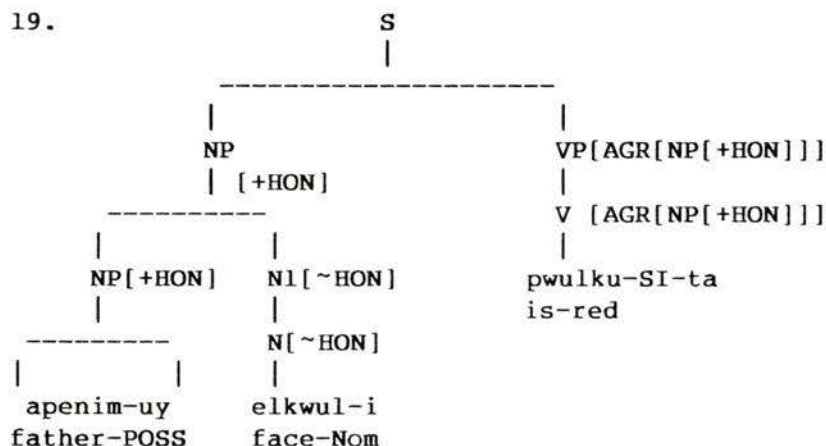 19. S
|
---------------------
| |
NP VP[AGR[NP[+HON]]]
| [+HON] |
---------- V [AGR[NP[+HON]]]
| | |
NP[+HON] N1[~HON] pwulku-SI-ta
| | is-red
--------- N[~HON]
| | |
apenim-uy elkwul-i
father-POSS face-Nom